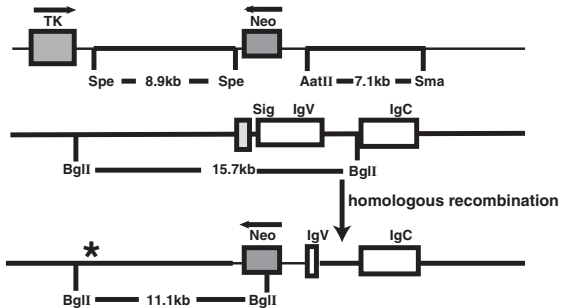 TK Neo
Spe 8.9kb Spe AatII 7.1kb Sma
Sig IgV IgC
BglI 15.7kb BglI
homologous recombination
Neo IgV IgC
*
BglI 11.1kb BglI